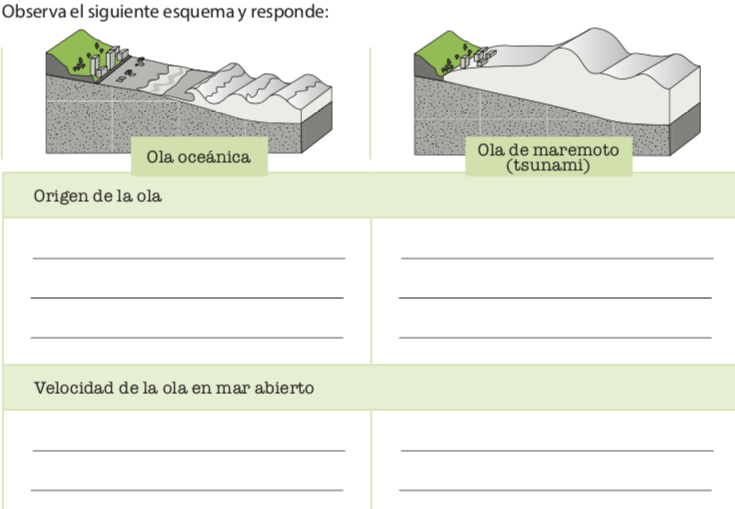 Observa el siguiente esquema y responde:
Ola oceánica
Ola de maremoto
(tsunami)
Origen de la ola
Velocidad de la ola en mar abierto